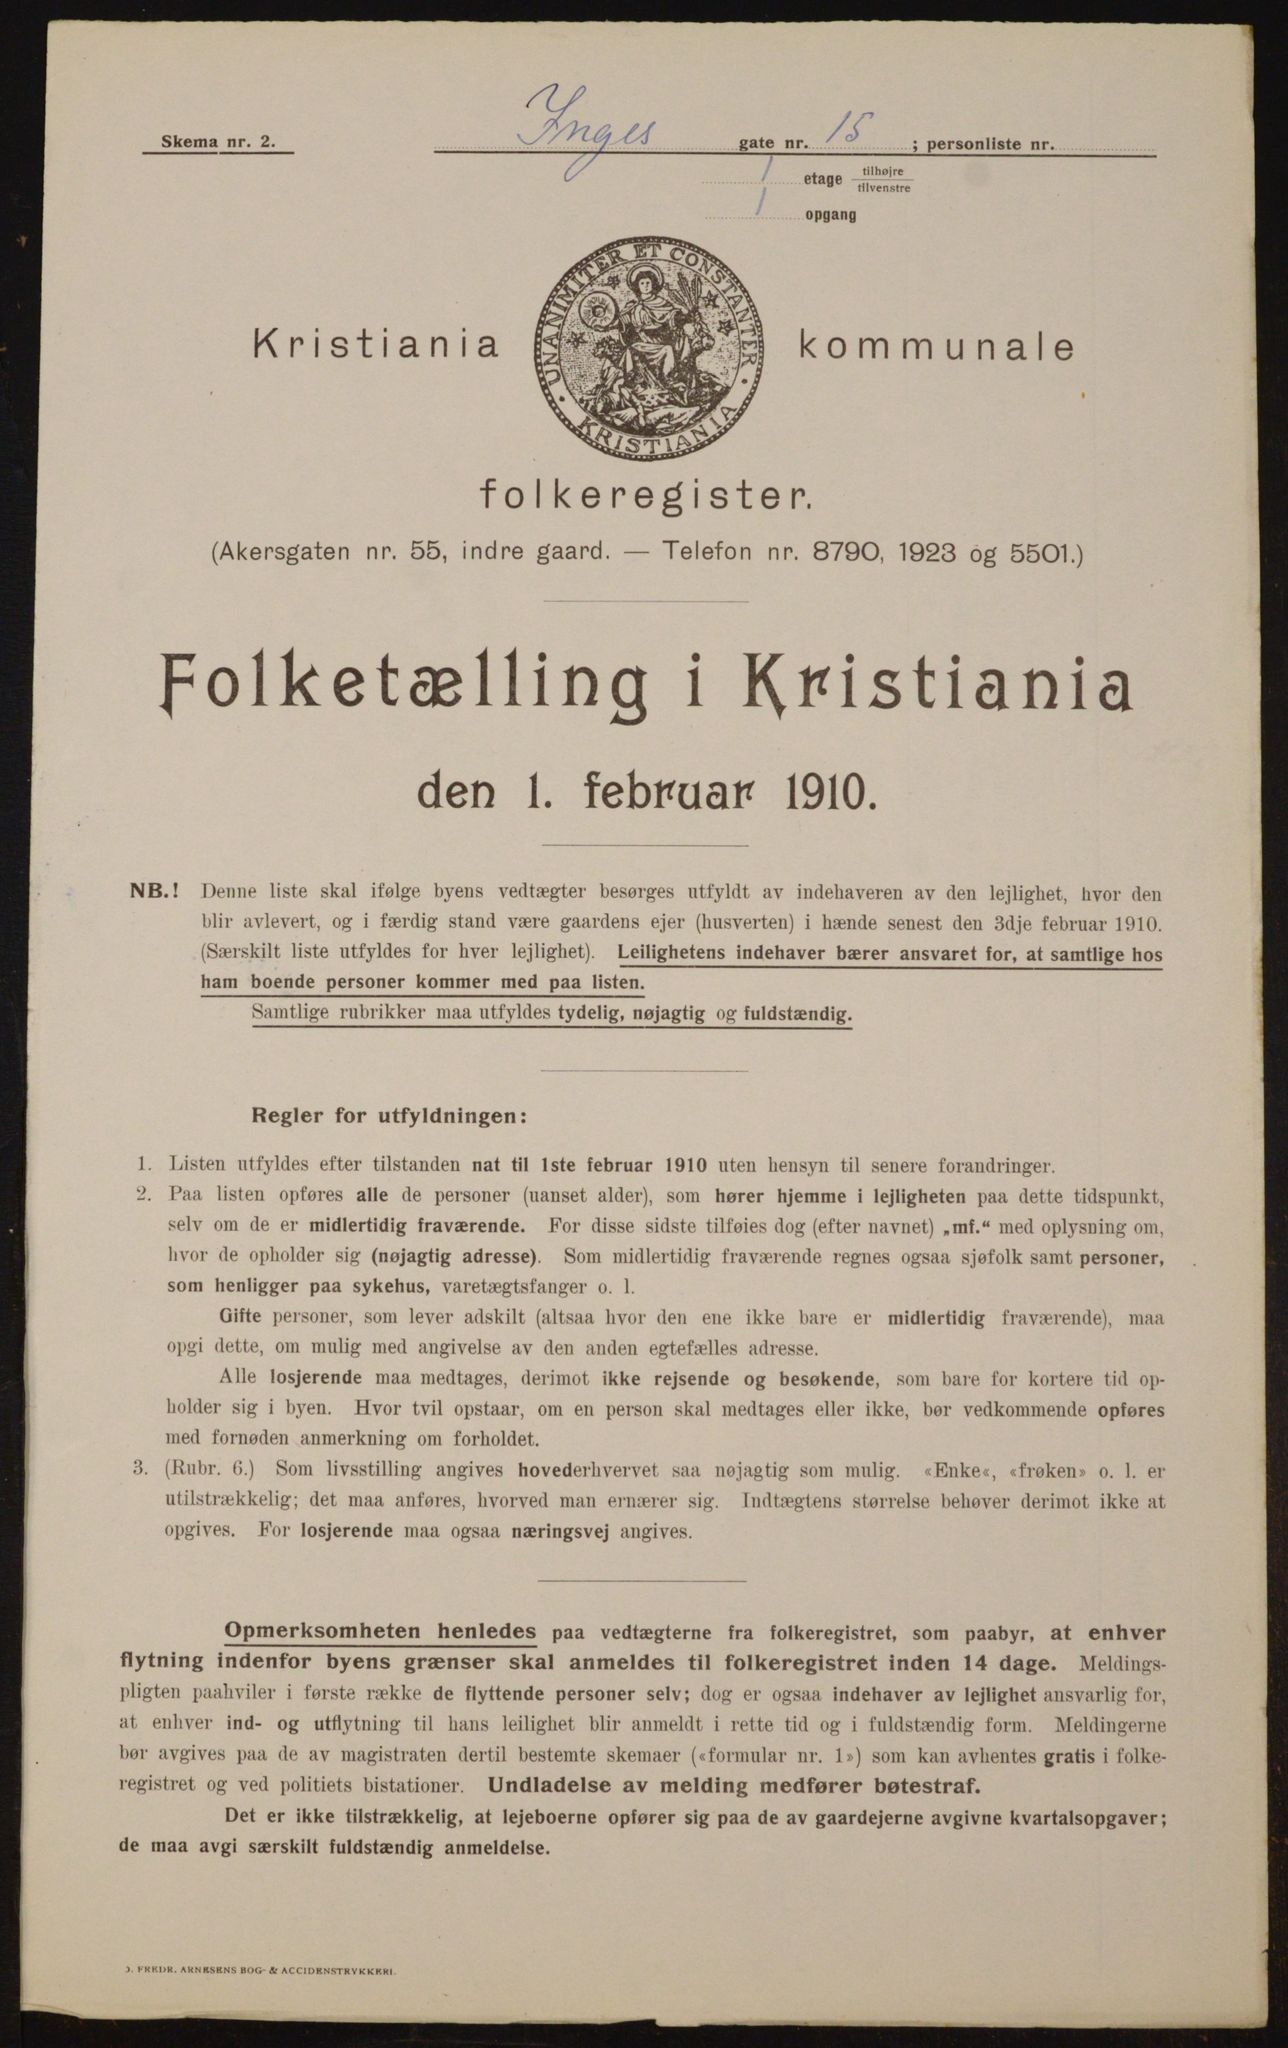 Skema nr. 2.
Inges gate nr. 15 ; personliste nr.
1 etage tilhøjre
tilvenstre
1 opgang
UNANIMITER ET CONSTANTER
KRISTIANIA
Kristiania kommunale
folkeregister.
(Akersgaten nr. 55, indre gaard. — Telefon nr. 8790, 1923 og 5501.)
Folketælling i Kristiania
den 1. februar 1910.
NB.! Denne liste skal ifølge byens vedtægter besørges utfyldt av indehaveren av den lejlighet, hvor den
blir avlevert, og i færdig stand være gaardens ejer (husverten) i hænde senest den 3dje februar 1910.
(Særskilt liste utfyldes for hver lejlighet). Leilighetens indehaver bærer ansvaret for, at samtlige hos
ham boende personer kommer med paa listen.
Samtlige rubrikker maa utfyldes tydelig, nøjagtig og fuldstændig.
Regler for utfyldningen:
1. Listen utfyldes efter tilstanden nat til 1ste februar 1910 uten hensyn til senere forandringer.
2. Paa listen opføres alle de personer (uanset alder), som hører hjemme i lejligheten paa dette tidspunkt,
selv om de er midlertidig fraværende. For disse sidste tilføies dog (efter navnet) „mf.“ med oplysning om,
hvor de opholder sig (nøjagtig adresse). Som midlertidig fraværende regnes ogsaa sjøfolk samt personer,
som henligger paa sykehus, varetægtsfanger o. l.
Gifte personer, som lever adskilt (altsaa hvor den ene ikke bare er midlertidig fraværende), maa
opgi dette, om mulig med angivelse av den anden egtefælles adresse.
Alle losjerende maa medtages, derimot ikke rejsende og besøkende, som bare for kortere tid op-
holder sig i byen. Hvor tvil opstaar, om en person skal medtages eller ikke, bør vedkommende opføres
med fornøden anmerkning om forholdet.
3. (Rubr. 6.) Som livsstilling angives hovederhvervet saa nøjagtig som mulig. «Enke«, «frøken» o. l. er
utilstrækkelig; det maa anføres, hvorved man ernærer sig. Indtægtens størrelse behøver derimot ikke at
opgives. For losjerende maa ogsaa næringsvej angives.
Opmerksomheten henledes paa vedtægterne fra folkeregistret, som paabyr, at enhver
flytning indenfor byens grænser skal anmeldes til folkeregistret inden 14 dage. Meldings-
pligten paahviler i første række de flyttende personer selv; dog er ogsaa indehaver av lejlighet ansvarlig for,
at enhver ind- og utflytning til hans leilighet blir anmeldt i rette tid og i fuldstændig form. Meldingerne
bør avgives paa de av magistraten dertil bestemte skemaer («formular nr. 1») som kan avhentes gratis i folke-
registret og ved politiets bistationer. Undladelse av melding medfører bøtestraf.
Det er ikke tilstrækkelig, at lejeboerne opfører sig paa de av gaardejerne avgivne kvartalsopgaver;
de maa avgi særskilt fuldstændig anmeldelse.
J. FREDR. ARNESENS BOG- & ACCIDENSTRYKKERI.